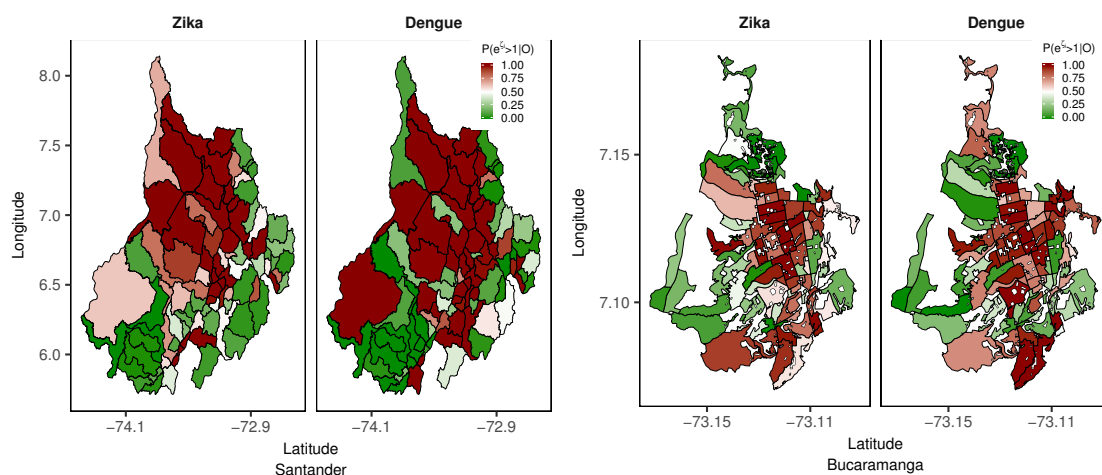 Zika
Dengue
P(e^ξi>1|O)
1.00
0.75
0.50
0.25
0.00
8.0
7.5
7.0
6.5
6.0
Longitude
−74.1
−72.9
−74.1
−72.9
Latitude
Santander
Zika
Dengue
P(e^ξi>1|O)
1.00
0.75
0.50
0.25
0.00
7.15
7.10
Longitude
−73.15
−73.11
−73.15
−73.11
Latitude
Bucaramanga